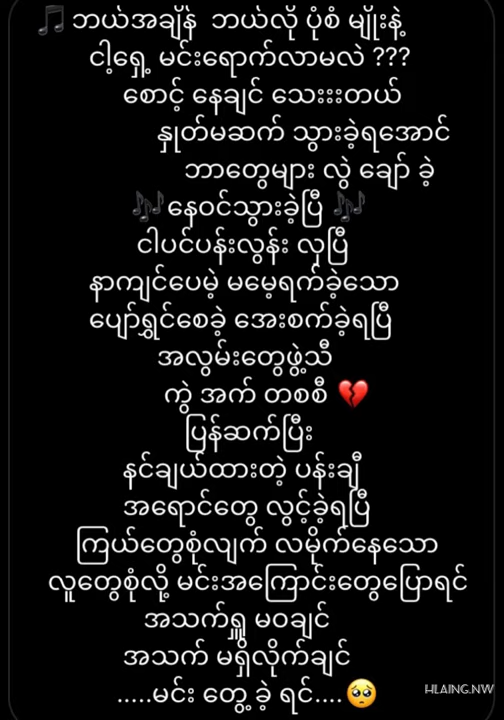 🎵 ဘယ်အချိန် ဘယ်လို ပုံစံ မျိုးနဲ့
ငါ့ရှေ့ မင်းရောက်လာမလဲ ???
စောင့် နေချင် သေးးးတယ်
နှုတ်မဆက် သွားခဲ့ရအောင်
ဘာတွေများ လွဲ ချော် ခဲ့
🎶 နေဝင်သွားခဲ့ပြီ 🎶
ငါပင်ပန်းလွန်း လှပြီ
နာကျင်ပေမဲ့ မမေ့ရက်ခဲ့သော
ပျော်ရွှင်စေခဲ့ အေးစက်ခဲ့ရပြီ
အလွမ်းတွေဖွဲ့သီ
ကွဲ အက် တစစီ 💔
ပြန်ဆက်ပြီး
နင်ချယ်ထားတဲ့ ပန်းချီ
အရောင်တွေ လွင့်ခဲ့ရပြီ
ကြယ်တွေစုံလျက် လမိုက်နေသော
လူတွေစုံလို့ မင်းအကြောင်းတွေပြောရင်
အသက်ရှူ မဝချင်
အသက် မရှိလိုက်ချင်
.....မင်း တွေ့ ခဲ့ ရင်....🥺
HLAING.NW